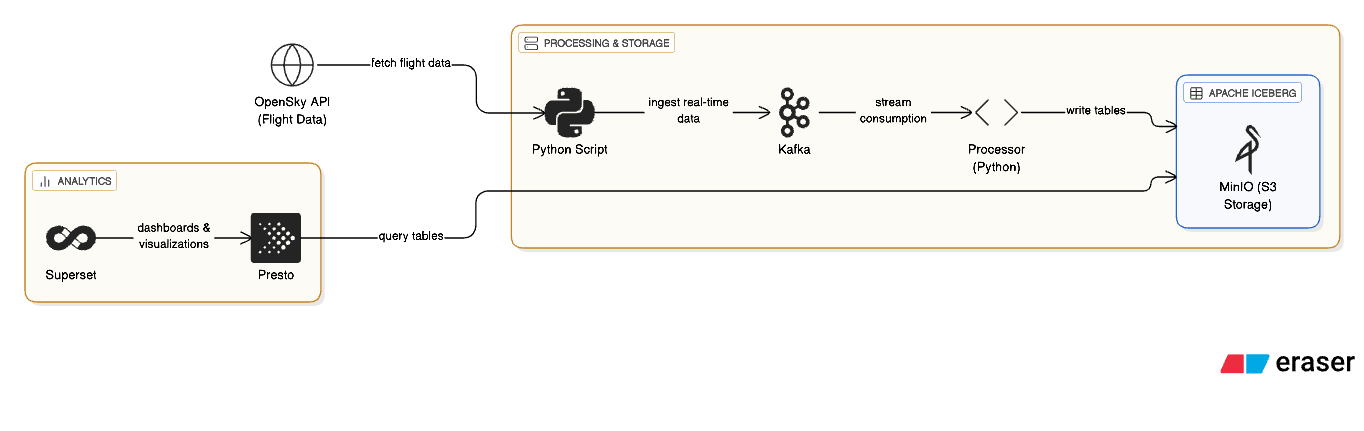 PROCESSING & STORAGE
fetch flight data
OpenSky API
(Flight Data)
APACHE ICEBERG
ingest real-time
data
stream
consumption
write tables
Python Script
Kafka
Processor
(Python)
MinIO (S3
Storage)
ANALYTICS
dashboards &
visualizations
query tables
Superset
Presto
eraser